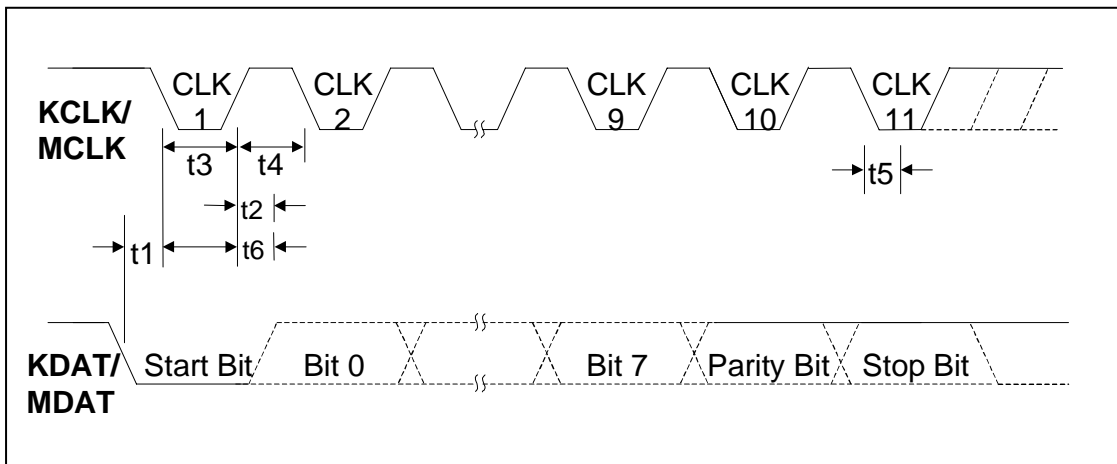 KCLK/
MCLK
CLK
1
CLK
2
CLK
9
CLK
10
CLK
11
t3
t4
t5
t2
t1
t6
KDAT/
MDAT
Start Bit
Bit 0
Bit 7
Parity Bit
Stop Bit